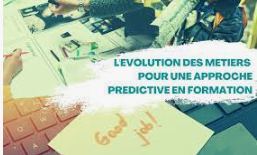 L'EVOLUTION DES METIERS
POUR UNE APPROCHE
PREDICTIVE EN FORMATION
Good
job!